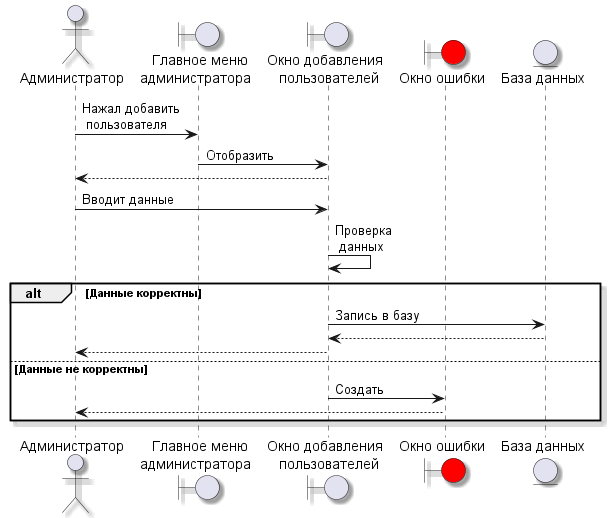 Администратор
Главное меню
администратора
Окно добавления
пользователей
Окно ошибки
База данных
Нажал добавить
пользователя
Отобразить
Вводит данные
Проверка
данных
alt
[Данные корректны]
Запись в базу
[Данные не корректны]
Создать
Администратор
Главное меню
администратора
Окно добавления
пользователей
Окно ошибки
База данных